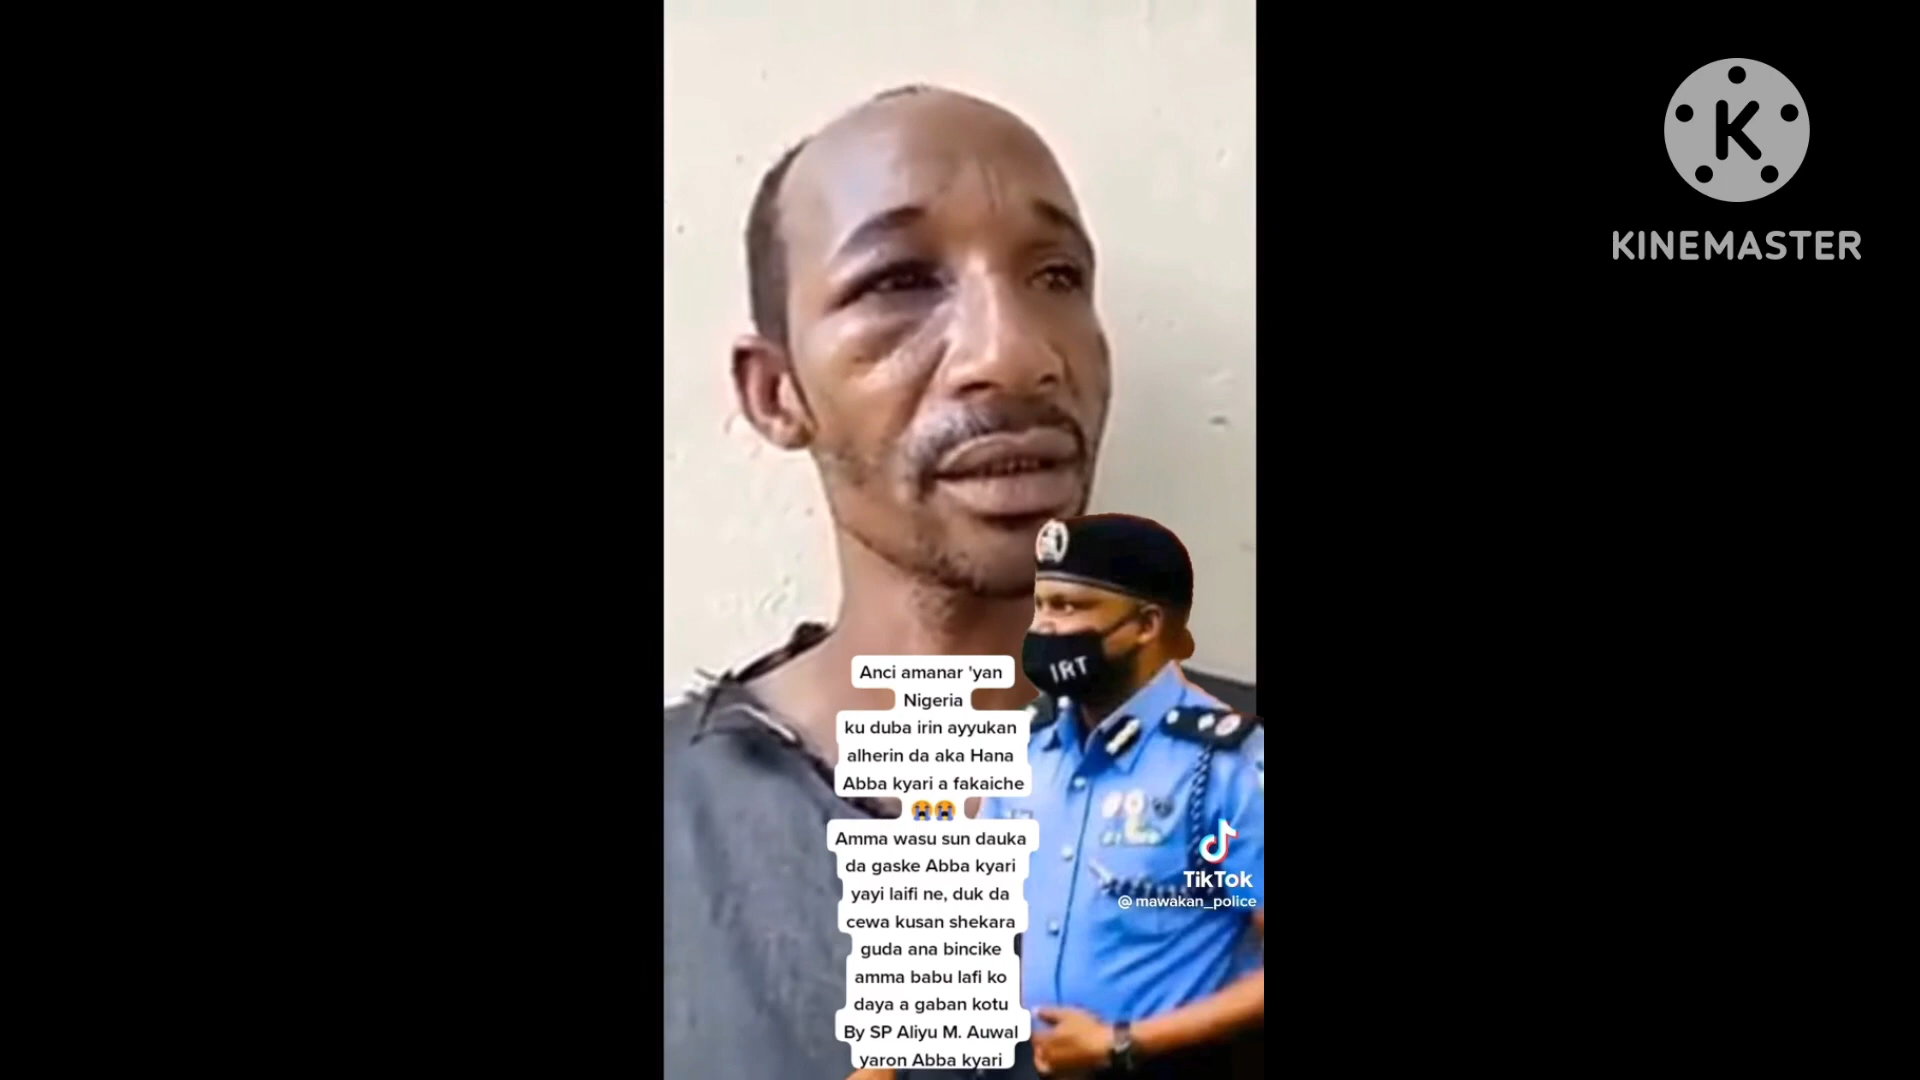 K
KINEMASTER
IRT
Anci amanar 'yan
Nigeria
ku duba irin ayyukan
alherin da aka Hana
Abba kyari a fakaiche
😭😭
Amma wasu sun dauka
da gaske Abba kyari
yayi laifi ne, duk da
cewa kusan shekara
guda ana bincike
amma babu lafi ko
daya a gaban kotu
By SP Aliyu M. Auwal
yaron Abba kyari
TikTok
@mawakan_police